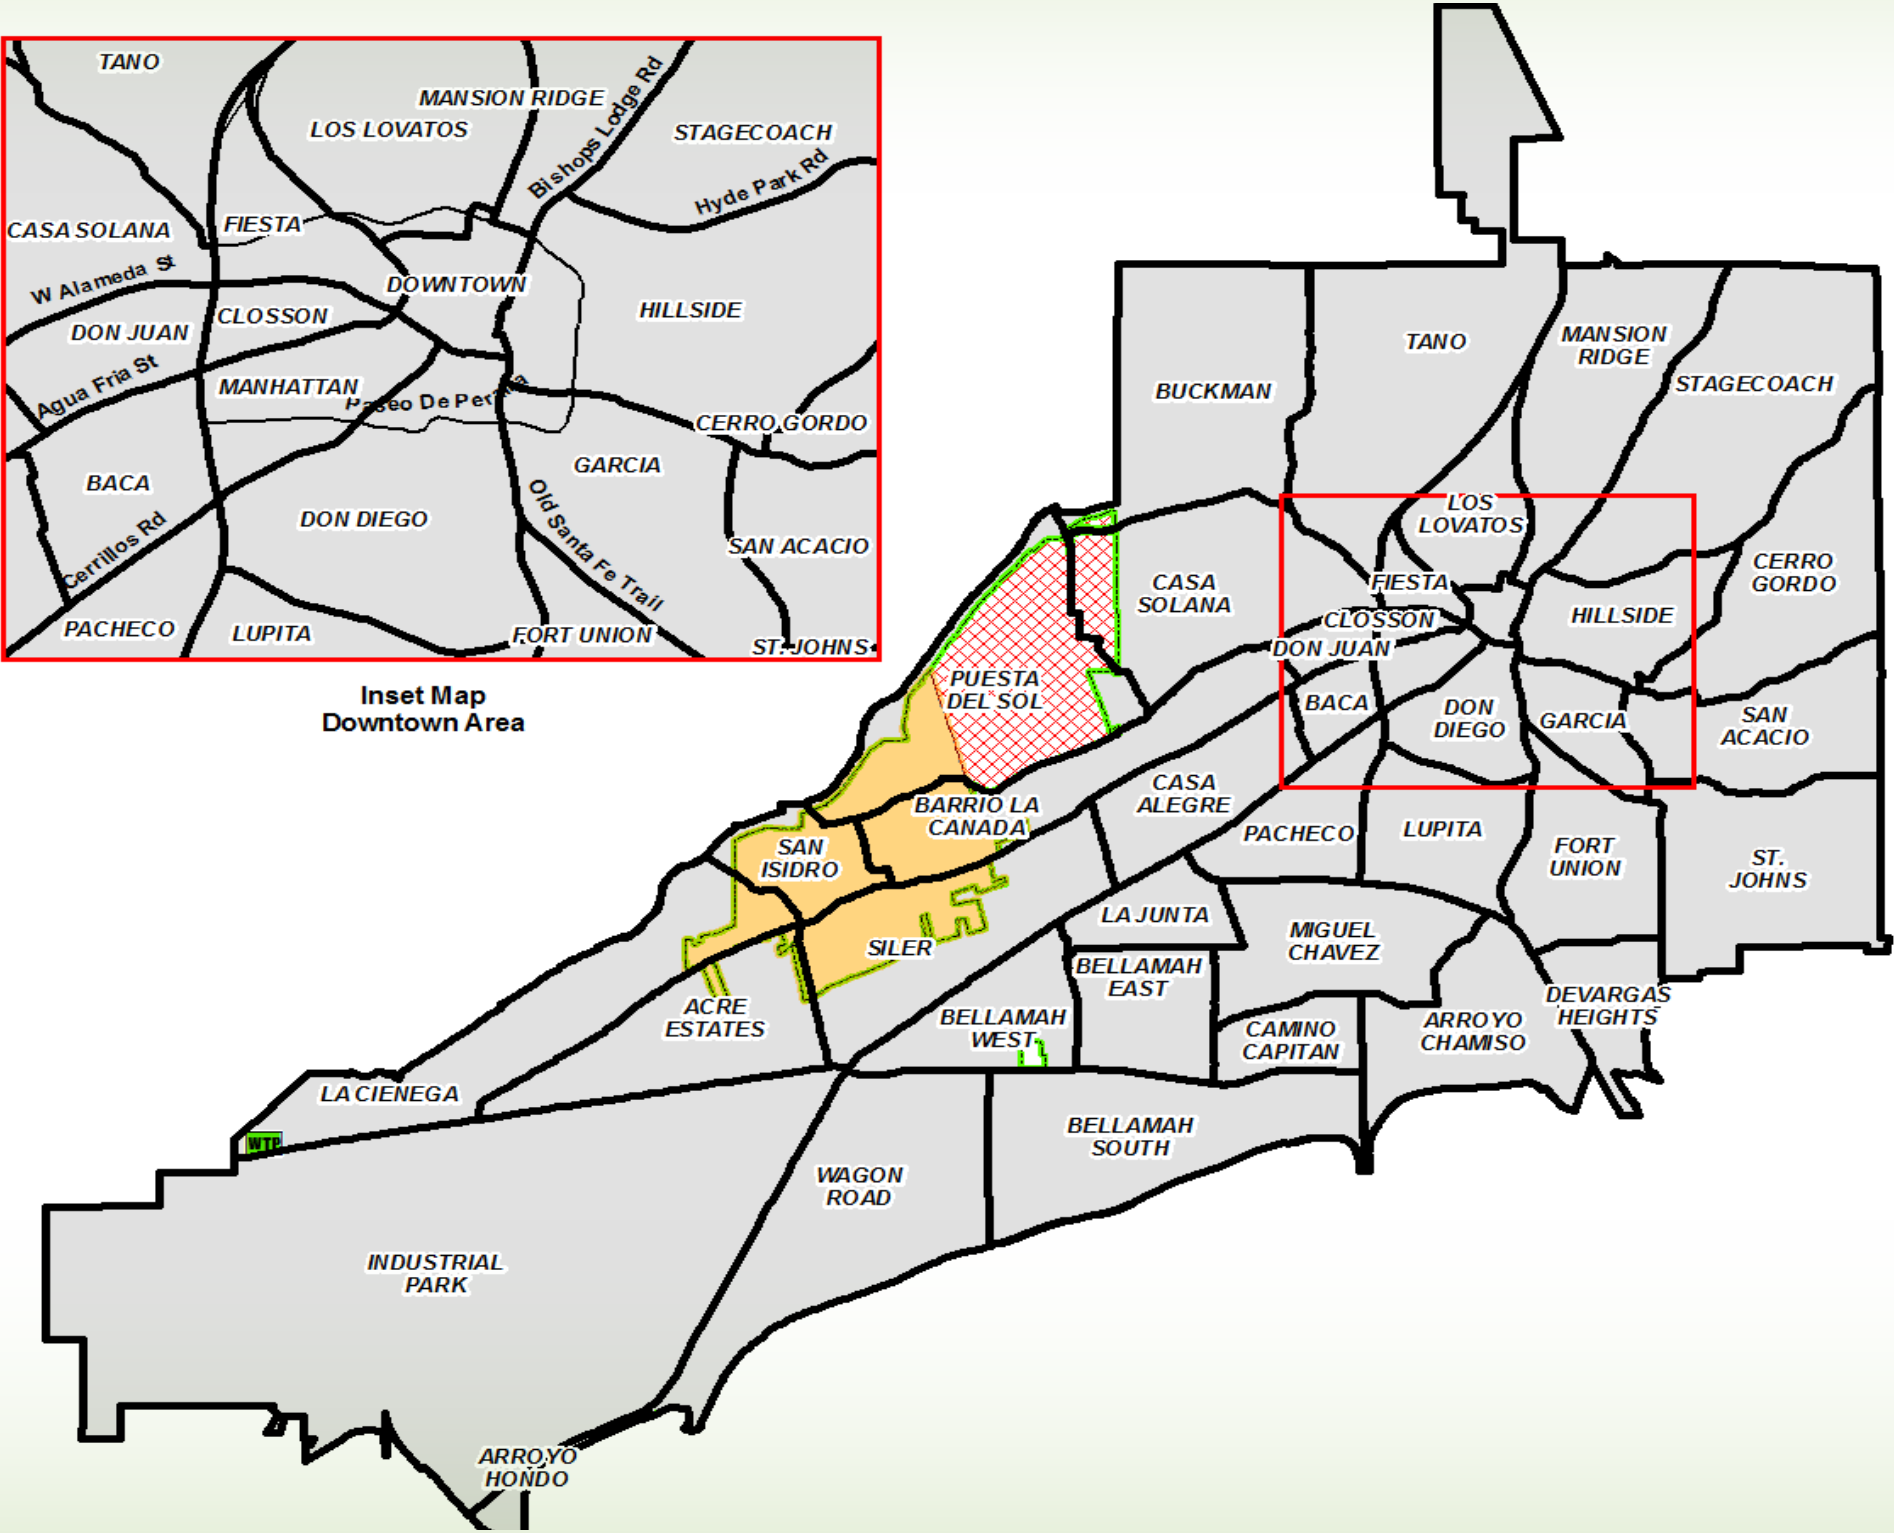 TANO
MANSION RIDGE
LOS LOVATOS
Bishops Lodge Rd
STAGECOACH
Hyde Park Rd
CASA SOLANA
FIESTA
W Alameda St
DOWNTOWN
HILLSIDE
CLOSSON
DON JUAN
Agua Fria St
MANHATTAN
Paseo De Peralta
CERRO GORDO
GARCIA
BACA
DON DIEGO
Old Santa Fe Trail
Cerrillos Rd
SAN ACACIO
PACHECO
LUPITA
FORT UNION
ST. JOHNS
Inset Map
Downtown Area
TANO
MANSION
RIDGE
STAGECOACH
BUCKMAN
LOS
LOVATOS
CASA
SOLANA
FIESTA
CERRO
GORDO
CLOSSON
HILLSIDE
DON JUAN
PUESTA
DEL SOL
BACA
DON
DIEGO
GARCIA
SAN
ACACIO
CASA
ALEGRE
BARRIO LA
CANADA
PACHECO
LUPITA
FORT
UNION
ST.
JOHNS
SAN
ISIDRO
LA JUNTA
MIGUEL
CHAVEZ
SILER
BELLAMAH
EAST
DEVARGAS
HEIGHTS
ACRE
ESTATES
BELLAMAH
WEST
CAMINO
CAPITAN
ARROYO
CHAMISO
LA CIENEGA
WTP
BELLAMAH
SOUTH
WAGON
ROAD
INDUSTRIAL
PARK
ARROYO
HONDO